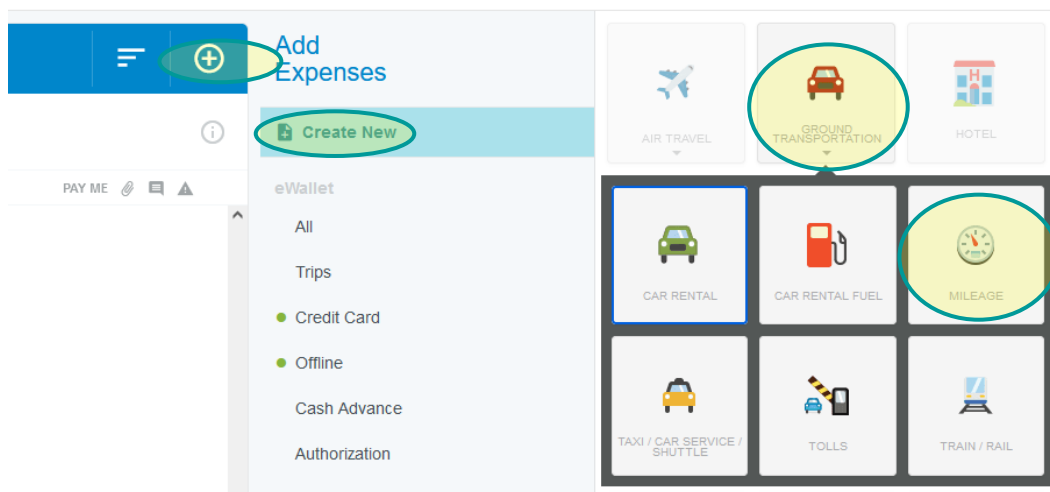 Add
Expenses
Create New
PAY ME
eWallet
All
Trips
Credit Card
Offline
Cash Advance
Authorization
AIR TRAVEL
GROUND
TRANSPORTATION
H
HOTEL
CAR RENTAL
CAR RENTAL FUEL
MILEAGE
TAXI / CAR SERVICE /
SHUTTLE
TOLLS
TRAIN / RAIL